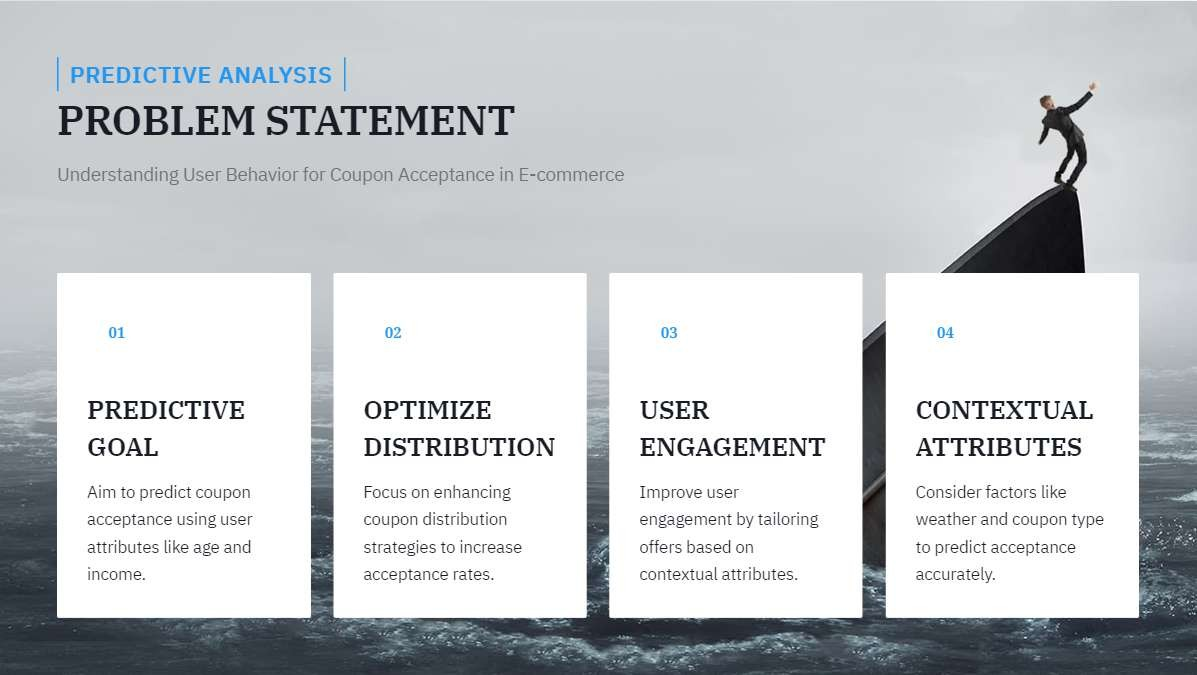 PREDICTIVE ANALYSIS
PROBLEM STATEMENT
Understanding User Behavior for Coupon Acceptance in E-commerce
01
PREDICTIVE
GOAL
Aim to predict coupon
acceptance using user
attributes like age and
income.
02
OPTIMIZE
DISTRIBUTION
Focus on enhancing
coupon distribution
strategies to increase
acceptance rates.
03
USER
ENGAGEMENT
Improve user
engagement by tailoring
offers based on
contextual attributes.
04
CONTEXTUAL
ATTRIBUTES
Consider factors like
weather and coupon type
to predict acceptance
accurately.